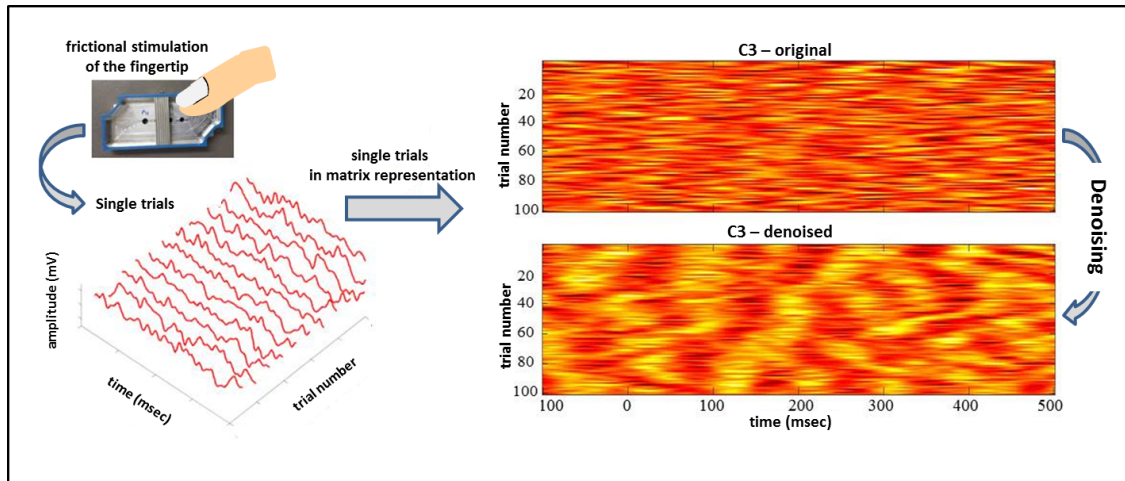 frictional stimulation
of the fingertip
Single trials
amplitude (mV)
time (msec)
trial number
single trials
in matrix representation
C3 – original
trial number
20
40
60
80
100
Denoising
C3 – denoised
trial number
20
40
60
80
100
100
0
100
200
300
400
500
time (msec)